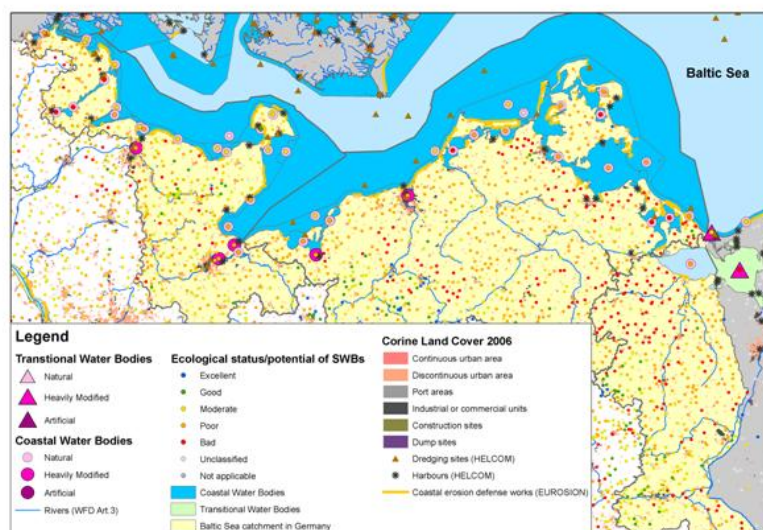 Baltic Sea
Legend
Transtional Water Bodies
Natural
Heavily Modified
Artificial
Coastal Water Bodies
Natural
Heavily Modified
Artificial
Rivers (WFD Art.3)
Ecological status/potential of SWBs
Excellent
Good
Moderate
Poor
Bad
Unclassified
Not applicable
Coastal Water Bodies
Transitional Water Bodies
Baltic Sea catchment in Germany
Corine Land Cover 2006
Continuous urban area
Discontinuous urban area
Port areas
Industrial or commercial units
Construction sites
Dump sites
Dredging sites (HELCOM)
Harbours (HELCOM)
Coastal erosion defense works (EUROSION)